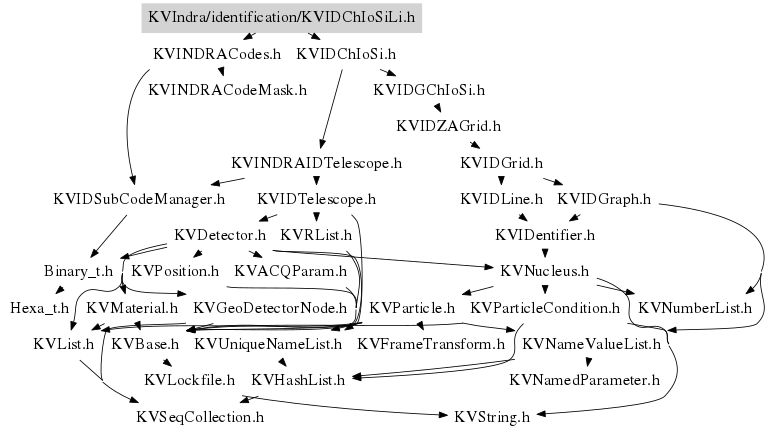 KVIndra/identification/KVIDChIoSiLi.h
KVINDRACodes.h KVIDChIoSi.h
KVINDRACodeMask.h KVIDGChIoSi.h
KVIDZAGrid.h
KVINDRAIDTelescope.h KVIDGrid.h
KVIDSubCodeManager.h KVIDTelescope.h KVIDLine.h KVIDGraph.h
KVDetector.h KVRList.h KVIDentifier.h
Binary_t.h KVPosition.h KVACQParam.h KVNucleus.h
Hexa_t.h KVMaterial.h KVGeoDetectorNode.h KVParticle.h KVParticleCondition.h KVNumberList.h
KVList.h KVBase.h KVUniqueNameList.h KVFrameTransform.h KVNameValueList.h
KVLockfile.h KVHashList.h KVNamedParameter.h
KVSeqCollection.h KVString.h